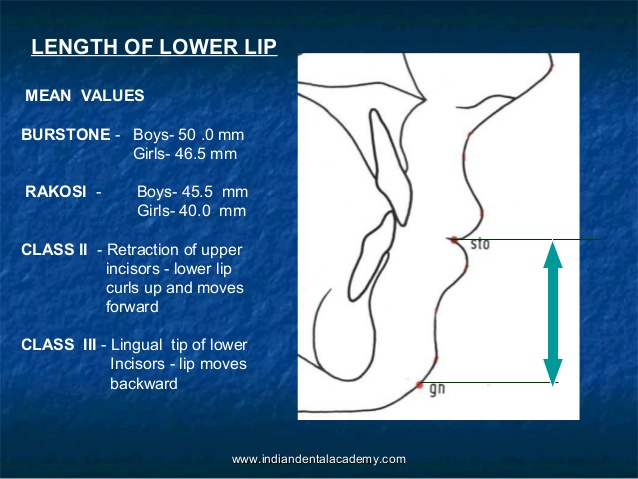 LENGTH OF LOWER LIP
MEAN VALUES
BURSTONE - Boys- 50 .0 mm
Girls- 46.5 mm
RAKOSI - Boys- 45.5 mm
Girls- 40.0 mm
CLASS II - Retraction of upper
incisors - lower lip
curls up and moves
forward
CLASS III - Lingual tip of lower
Incisors - lip moves
backward
sto
gn
www.indiandentalacademy.com